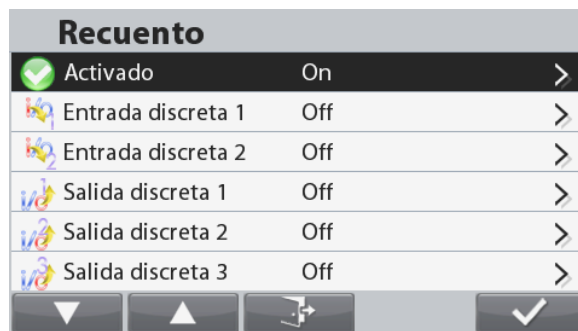 Recuento
Activado On
Entrada discreta 1 Off
Entrada discreta 2 Off
Salida discreta 1 Off
Salida discreta 2 Off
Salida discreta 3 Off